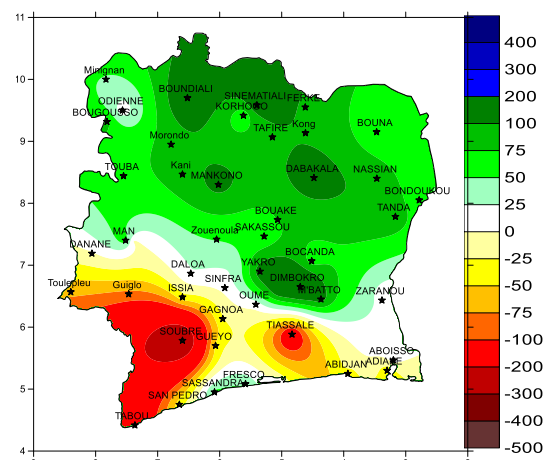 11
10
9
8
7
6
5
4
Minignan
ODIENNE
BOUGOUSSO
BOUNDIALI
SINEMATIALI
FERKE
KORHOGO
TAFIRE
Kong
BOUNA
Morondo
TOUBA
Kani
MANKONO
DABAKALA
NASSIAN
BONDOUKOU
TANDA
BOUAKE
SAKASSOU
Zouenoula
MAN
DANANE
BOCANDA
YAKRO
DALOA
DIMBOKRO
SINFRA
ZARANOU
Touleupleu
Guiglo
ISSIA
OUME
GAGNOA
TIASSALE
SOUBRE
GUEYO
ABOISSO
ADIAKE
ABIDJAN
FRESCO
SASSANDRA
SAN PEDRO
TABOU
400
300
200
100
75
50
25
0
-25
-50
-75
-100
-200
-300
-400
-500